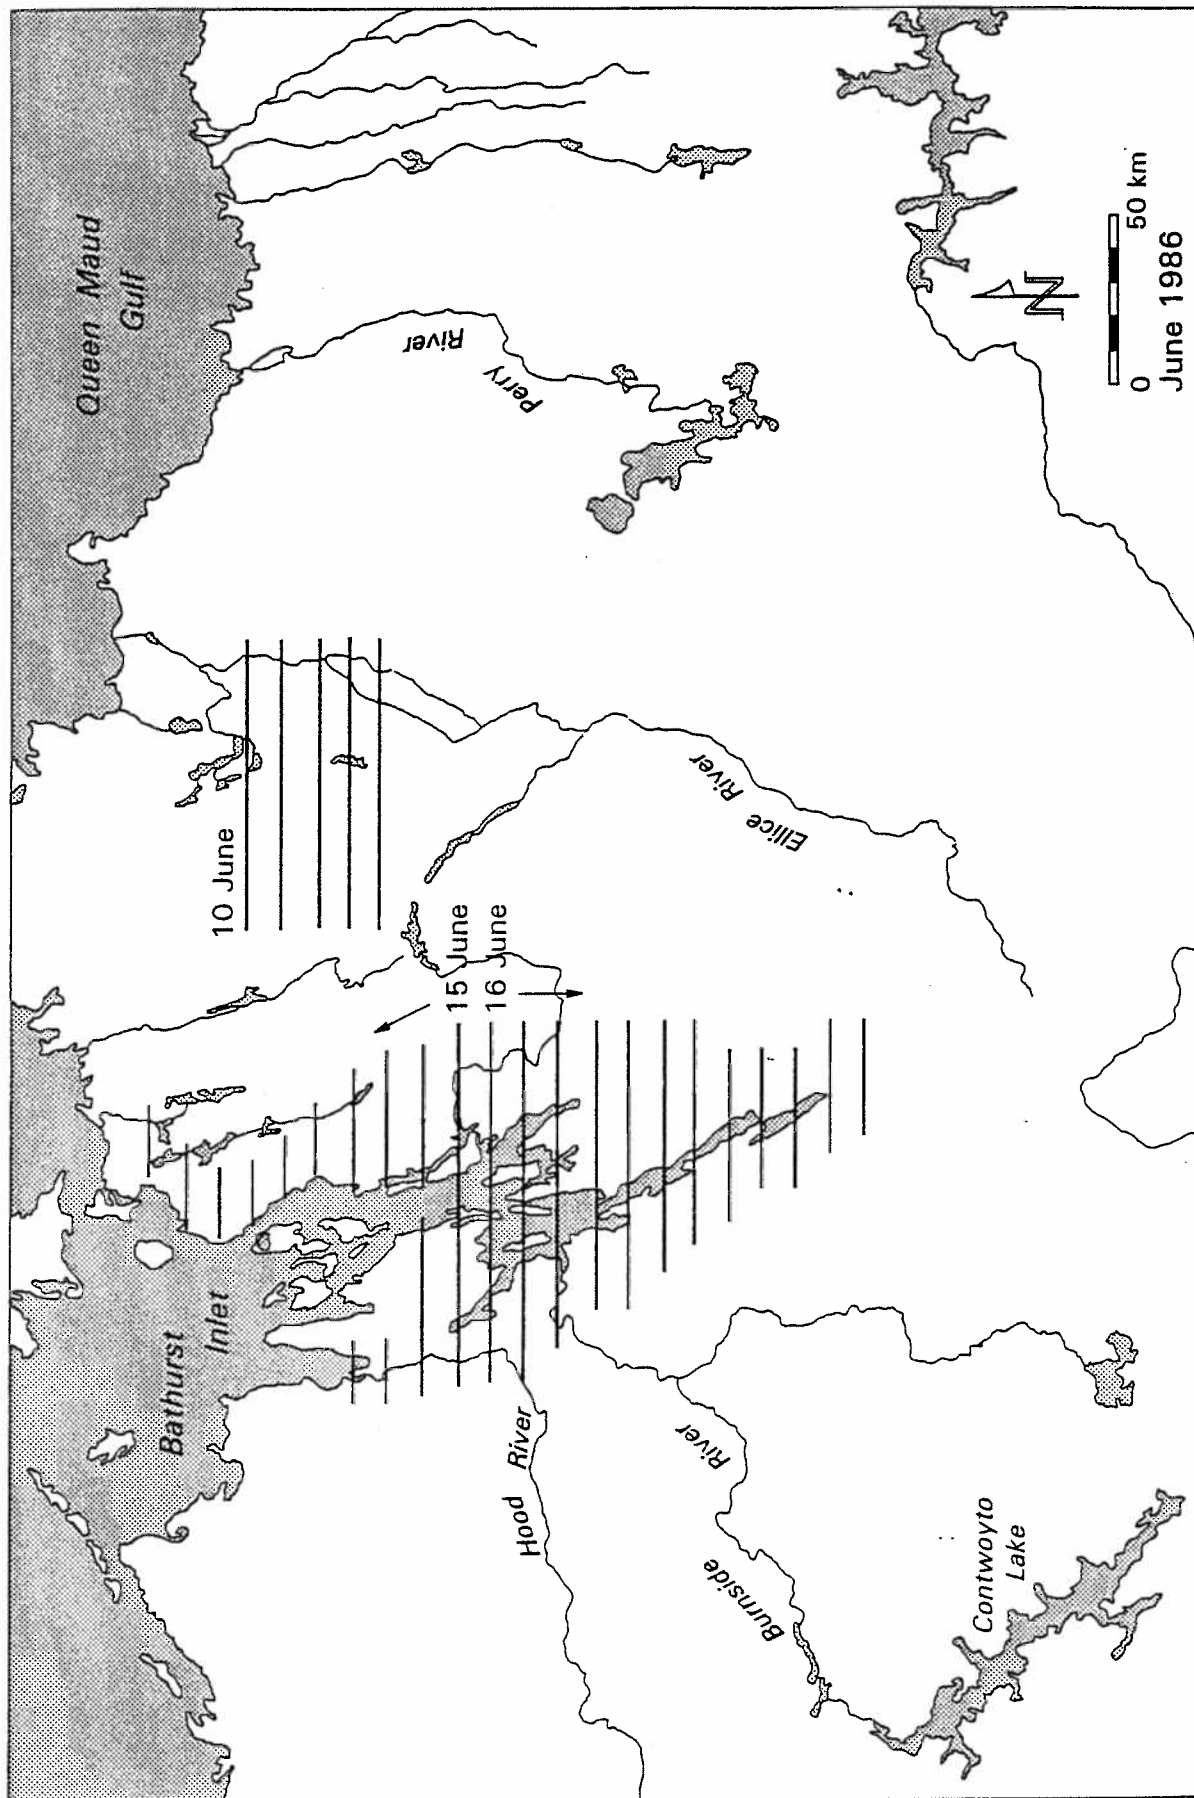 Queen Maud
Gulf
Bathurst
Inlet
10 June
15 June
16 June
Perry
River
Ellice
River
Hood
River
Burnside
River
Contwoyto
Lake
N
0
50 km
June 1986